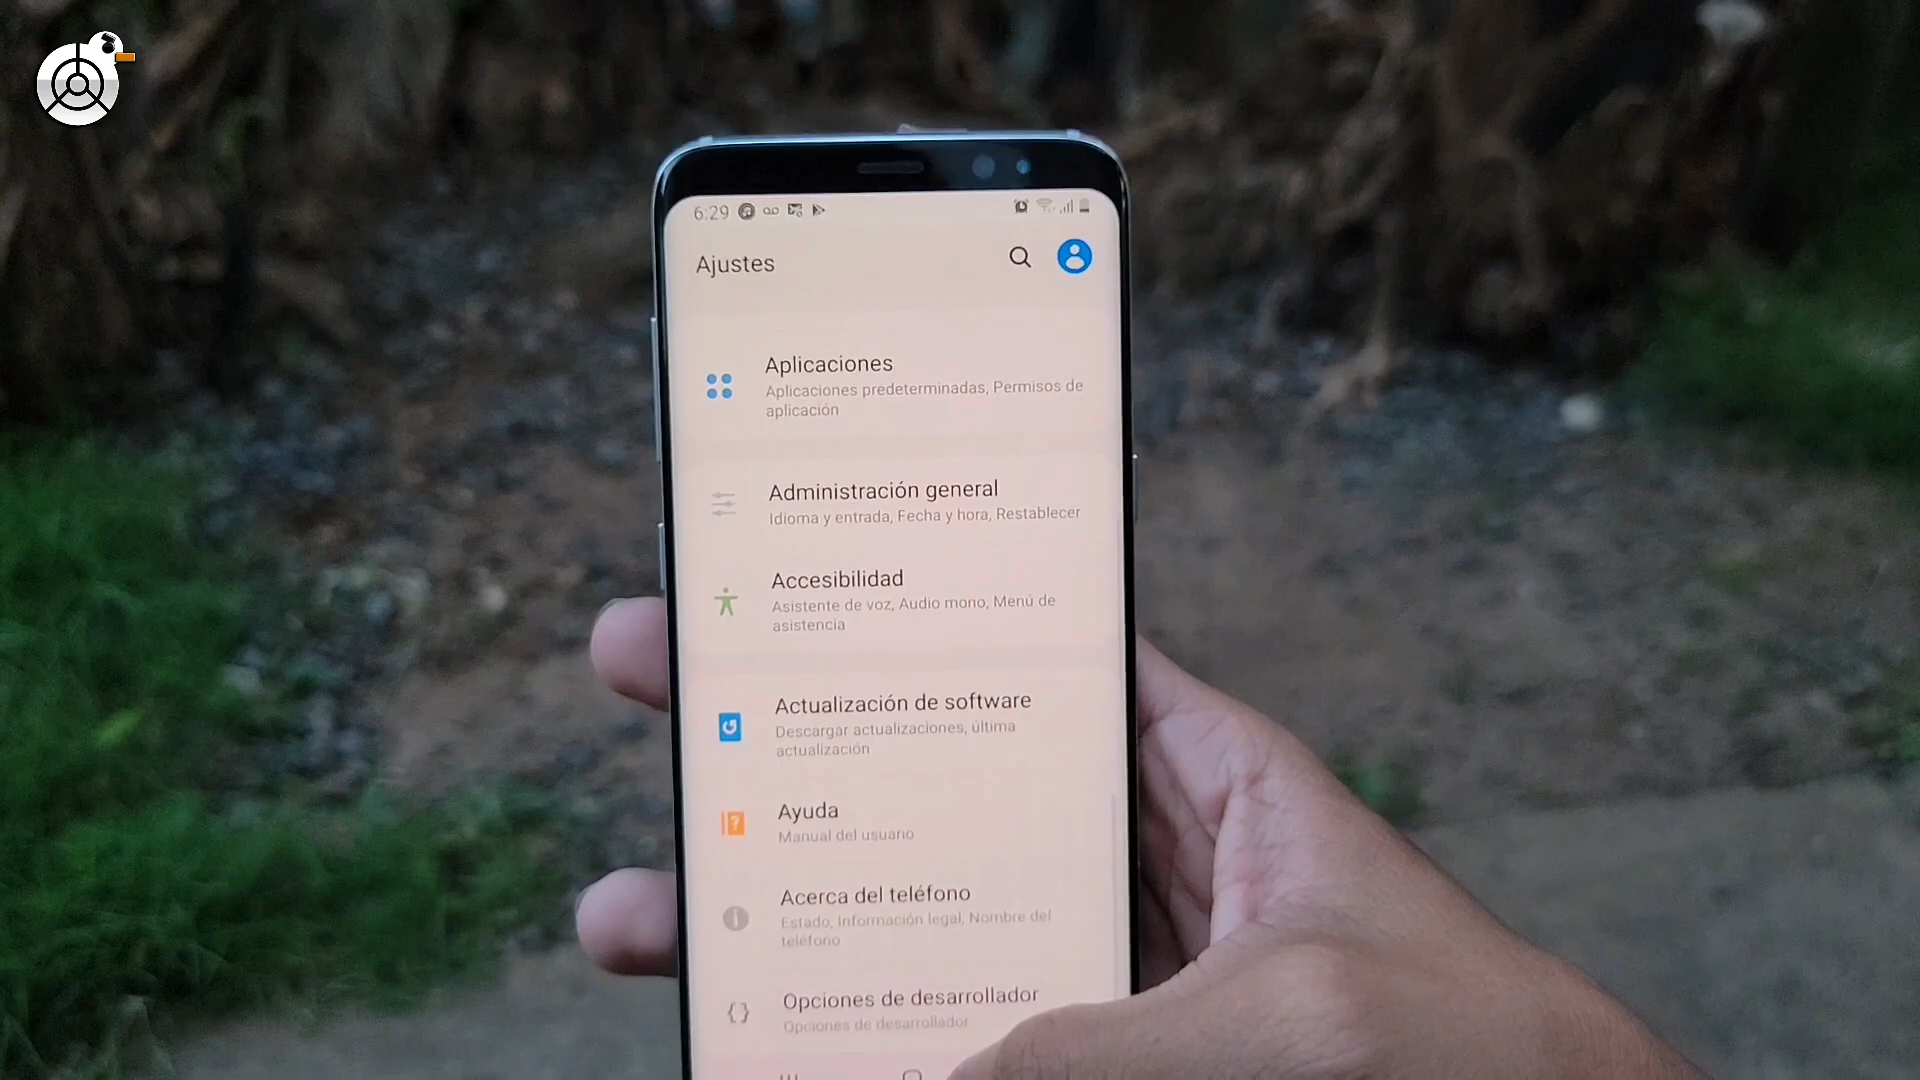 6:29
Ajustes
Aplicaciones
Aplicaciones predeterminadas, Permisos de
aplicación
Administración general
Idioma y entrada, Fecha y hora, Restablecer
Accesibilidad
Asistente de voz, Audio mono, Menú de
asistencia
Actualización de software
Descargar actualizaciones, última
actualización
Ayuda
Manual del usuario
Acerca del teléfono
Estado, Información legal, Nombre del
teléfono
Opciones de desarrollador
Opciones de desarrollador